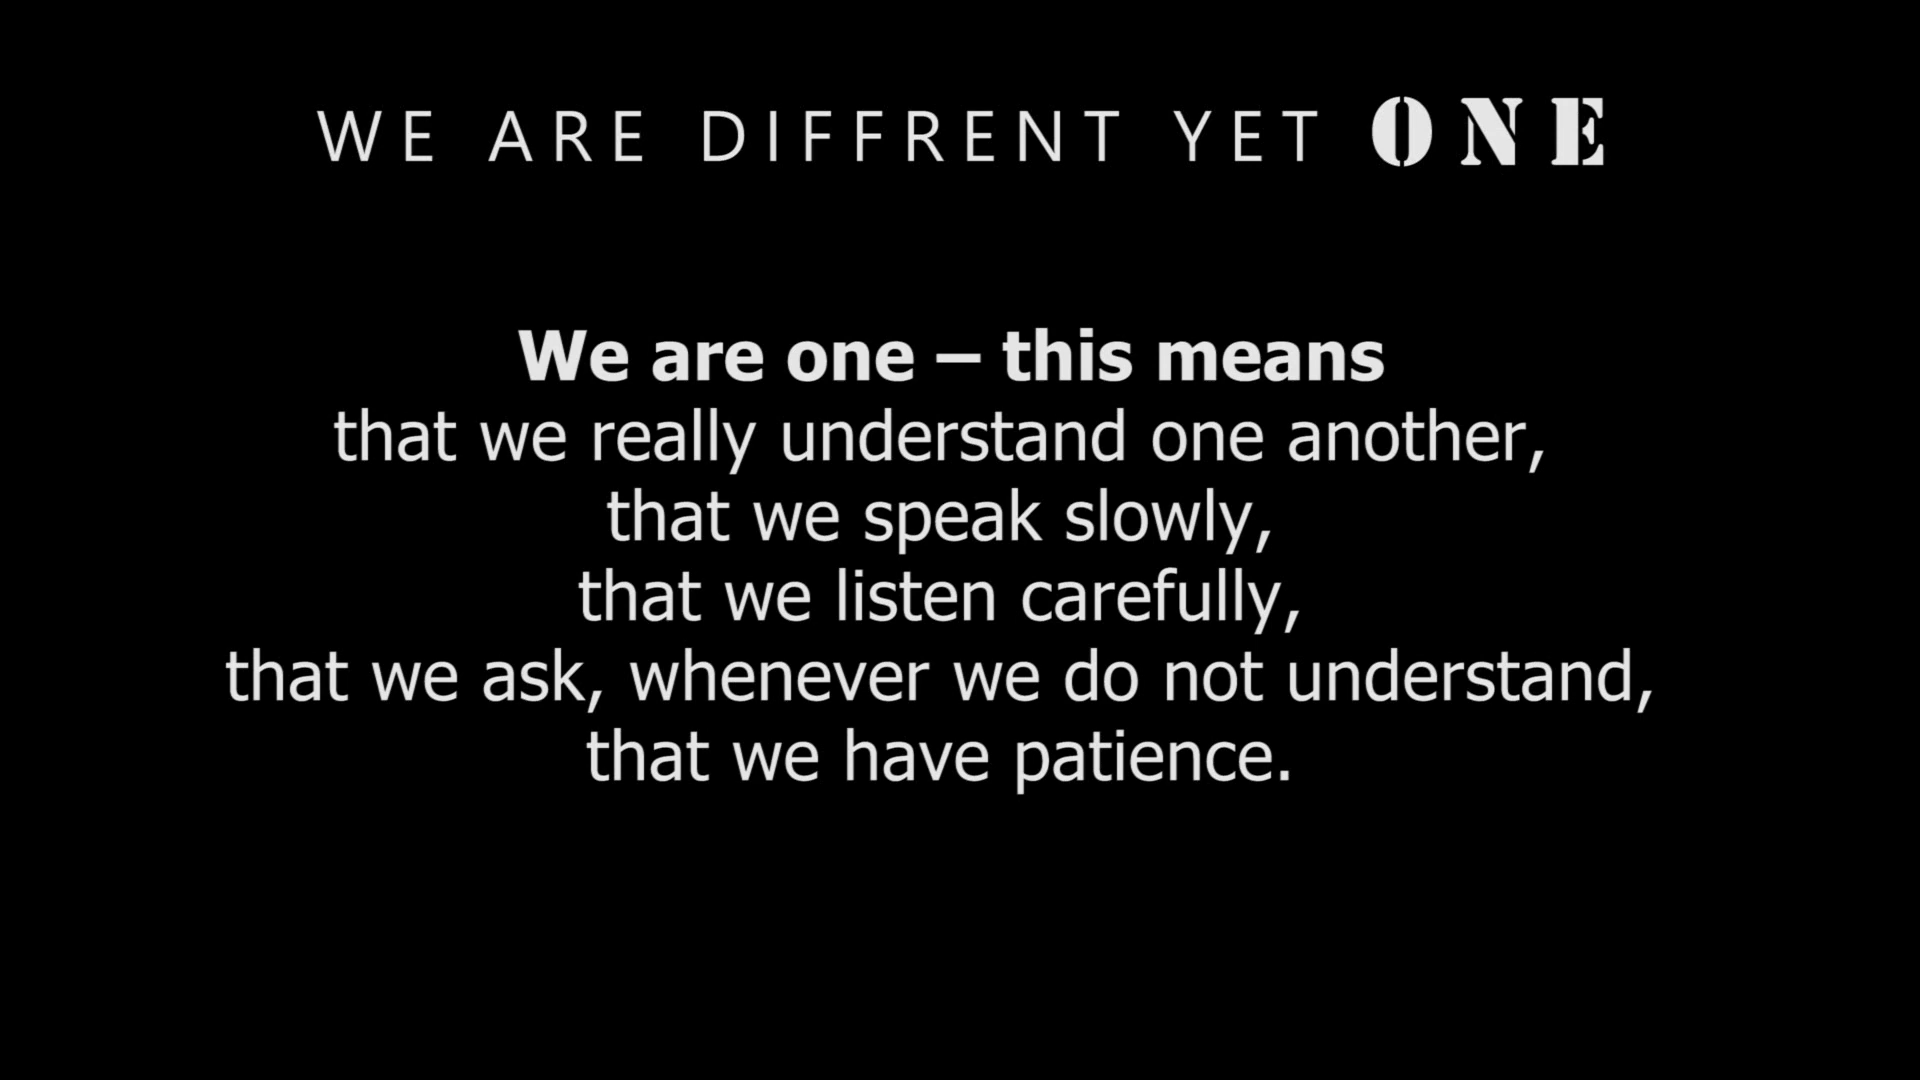 WE ARE DIFFRENT YET ONE
We are one – this means
that we really understand one another,
that we speak slowly,
that we listen carefully,
that we ask, whenever we do not understand,
that we have patience.